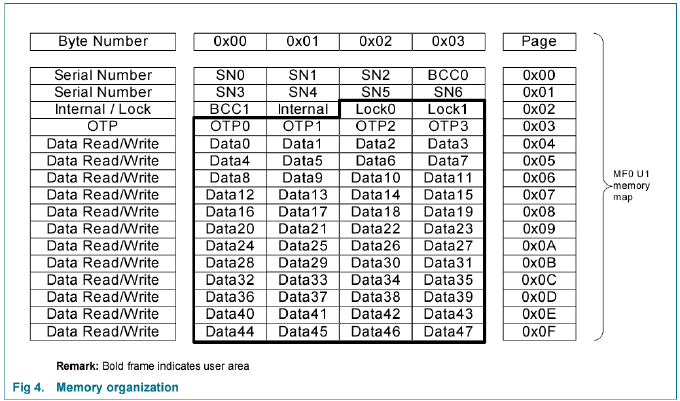 Byte Number 0x00 0x01 0x02 0x03 Page
Serial Number SN0 SN1 SN2 BCC0 0x00
Serial Number SN3 SN4 SN5 SN6 0x01
Internal / Lock BCC1 Internal Lock0 Lock1 0x02
OTP OTP0 OTP1 OTP2 OTP3 0x03
Data Read/Write Data0 Data1 Data2 Data3 0x04
Data Read/Write Data4 Data5 Data6 Data7 0x05
Data Read/Write Data8 Data9 Data10 Data11 0x06
Data Read/Write Data12 Data13 Data14 Data15 0x07
Data Read/Write Data16 Data17 Data18 Data19 0x08
Data Read/Write Data20 Data21 Data22 Data23 0x09
Data Read/Write Data24 Data25 Data26 Data27 0x0A
Data Read/Write Data28 Data29 Data30 Data31 0x0B
Data Read/Write Data32 Data33 Data34 Data35 0x0C
Data Read/Write Data36 Data37 Data38 Data39 0x0D
Data Read/Write Data40 Data41 Data42 Data43 0x0E
Data Read/Write Data44 Data45 Data46 Data47 0x0F
MF0 U1
memory
map
Remark: Bold frame indicates user area
Fig 4. Memory organization